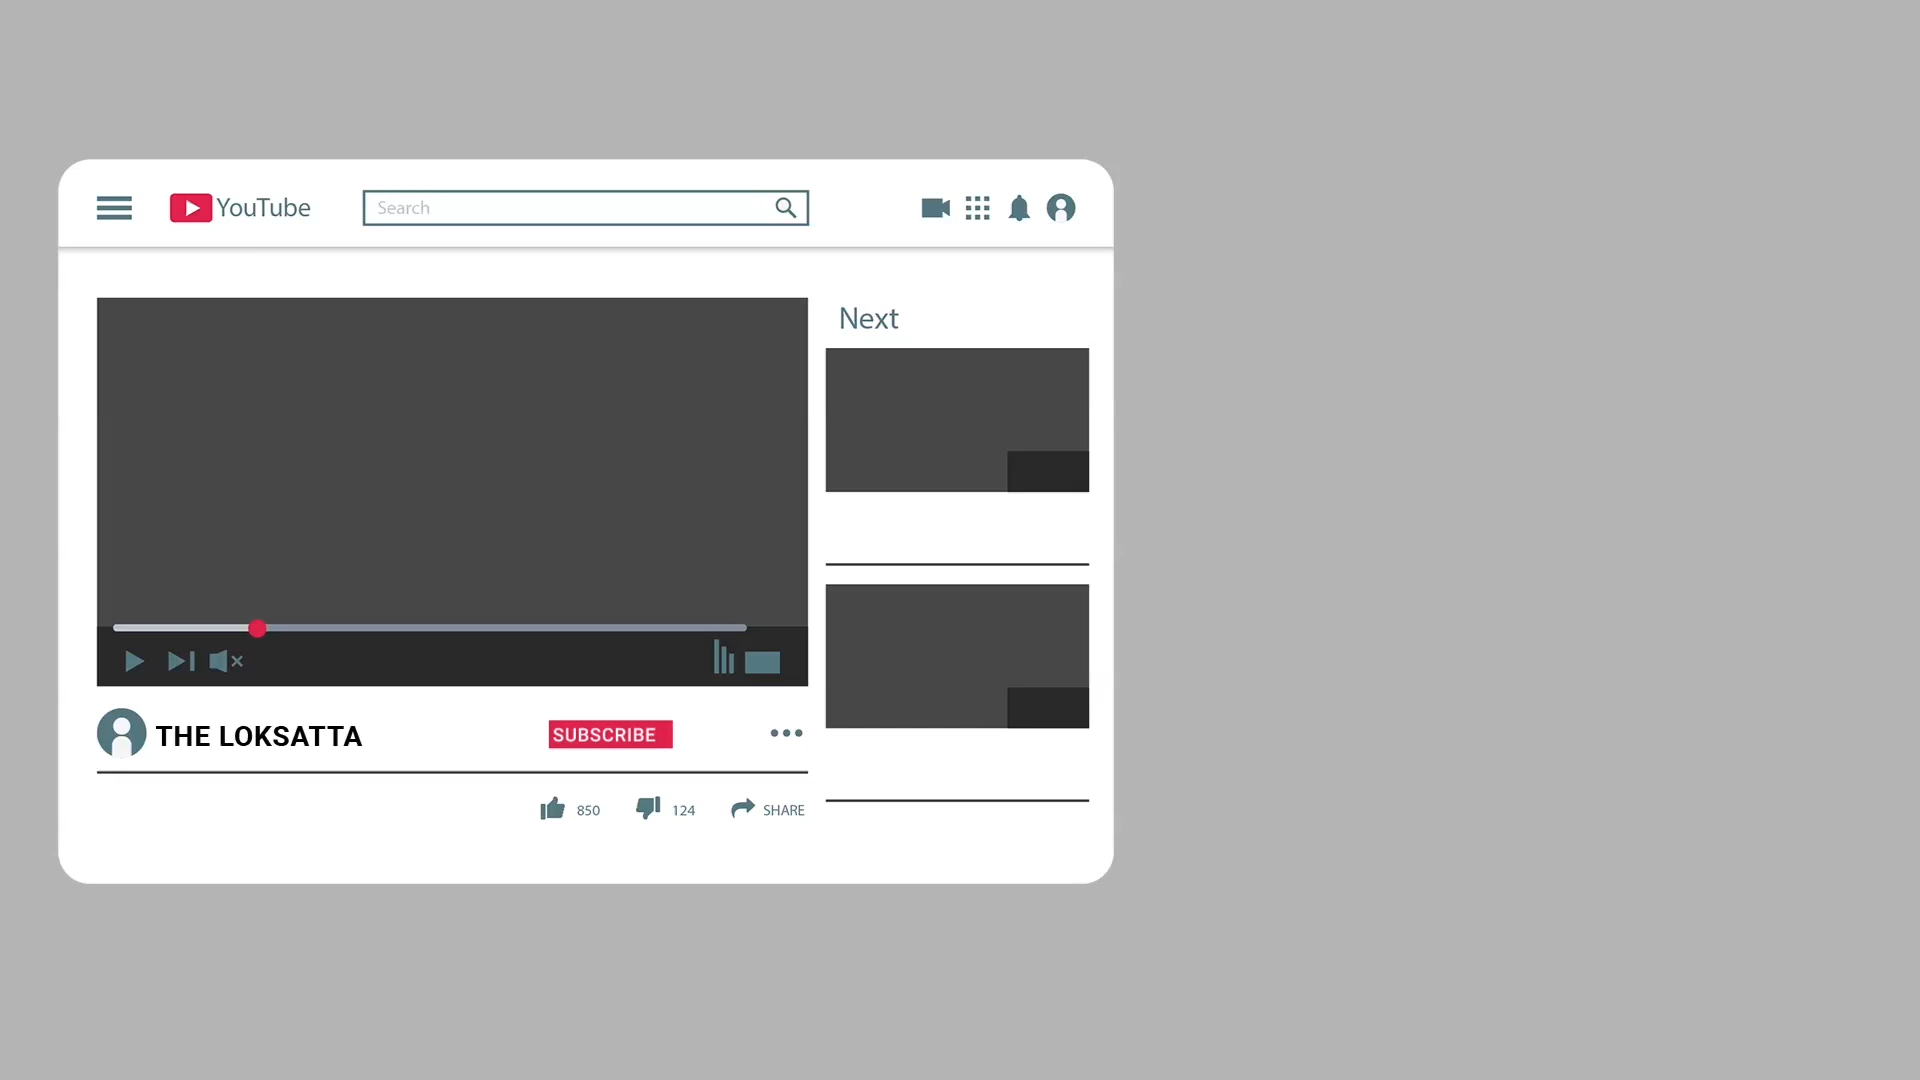 YouTube
Search
Next
THE LOKSATTA
SUBSCRIBE
850
124
SHARE